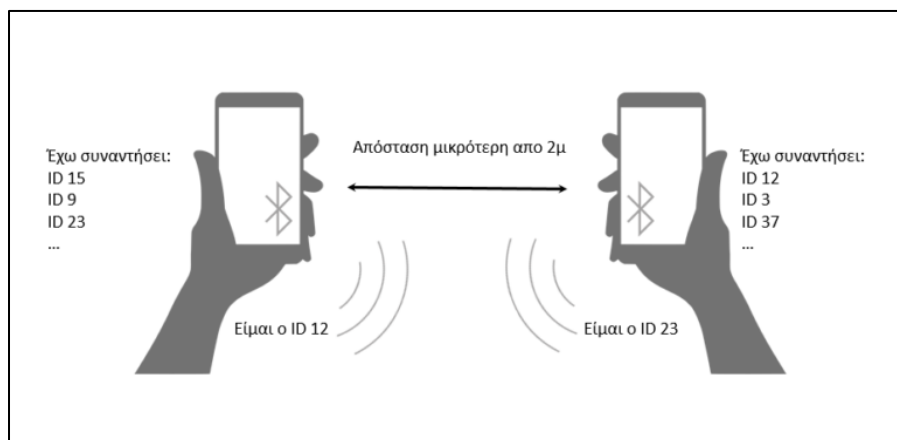 Απόσταση μικρότερη απο 2μ
Έχω συναντήσει:
ID 15
ID 9
ID 23
...
Έχω συναντήσει:
ID 12
ID 3
ID 37
...
Είμαι ο ID 12
Είμαι ο ID 23